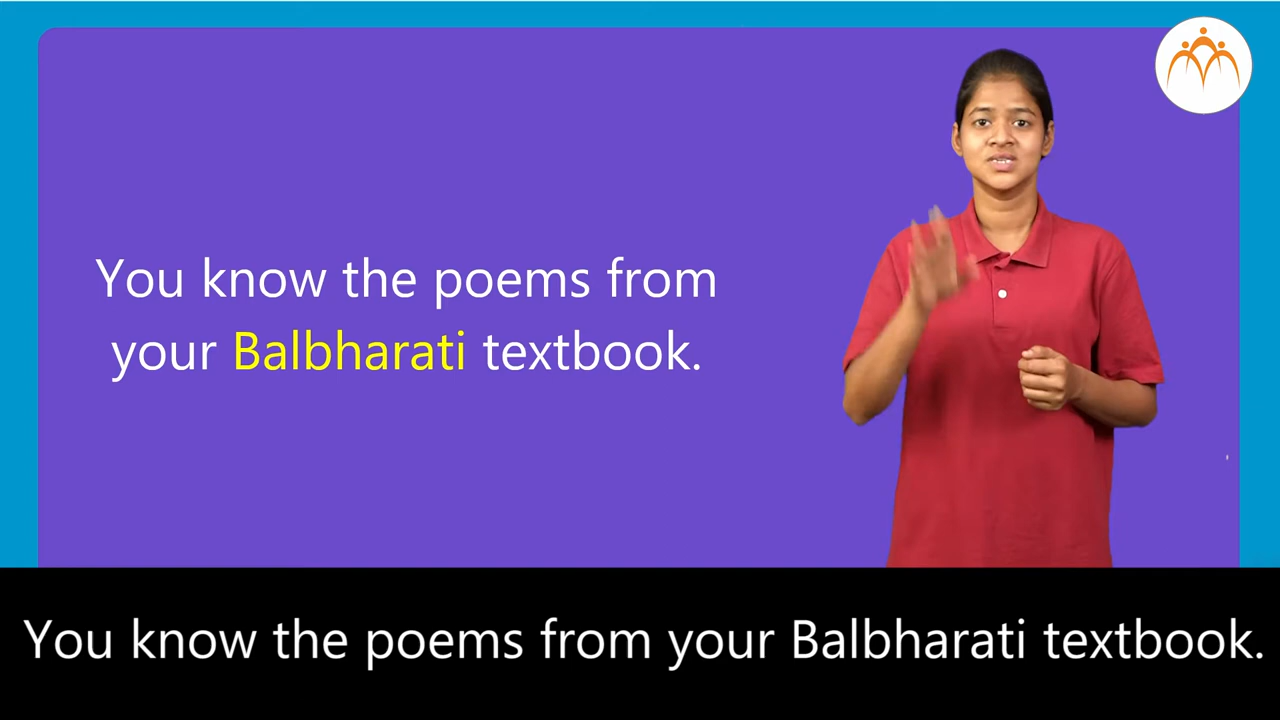 You know the poems from
your Balbharati textbook.
You know the poems from your Balbharati textbook.